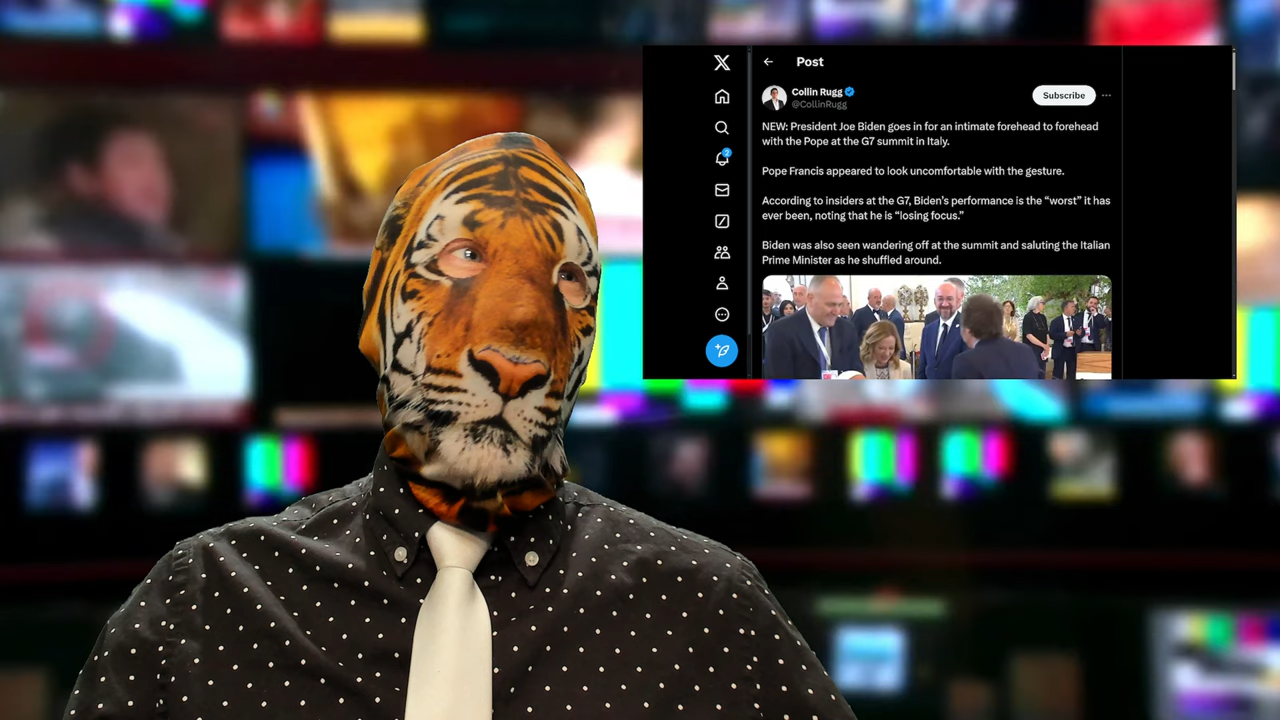 Post
Collin Rugg
@CollinRugg
Subscribe
NEW: President Joe Biden goes in for an intimate forehead to forehead
with the Pope at the G7 summit in Italy.
Pope Francis appeared to look uncomfortable with the gesture.
According to insiders at the G7, Biden's performance is the “worst” it has
ever been, noting that he is “losing focus.”
Biden was also seen wandering off at the summit and saluting the Italian
Prime Minister as he shuffled around.
2